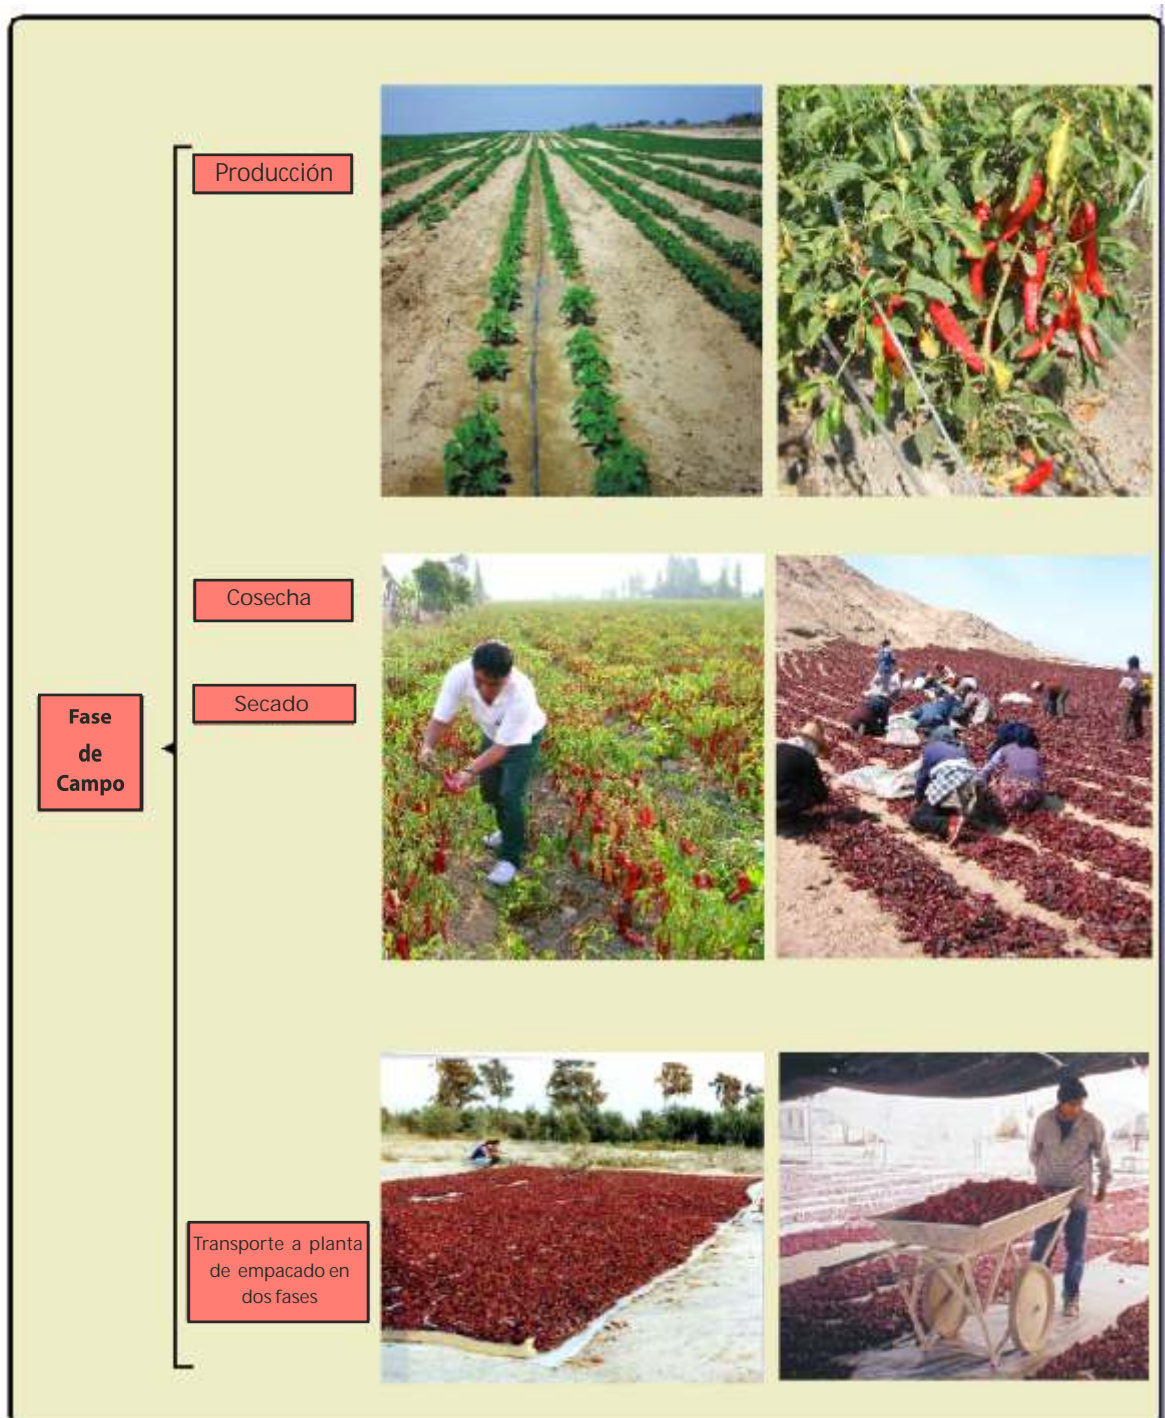 Producción
Cosecha
Secado
Fase
de
Campo
Transporte a planta
de empacado en
dos fases